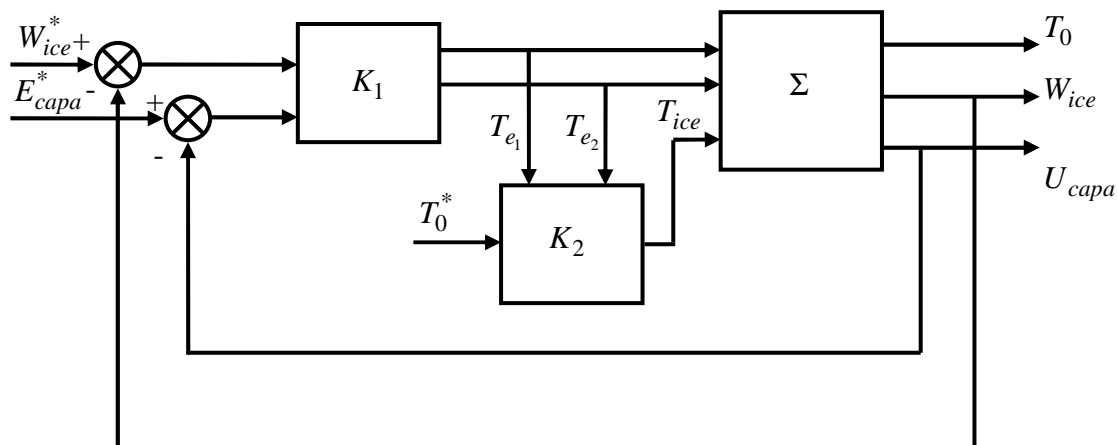 W*ice +
-
E*capa +
-
K1
Te1
Te2
Tice
Σ
T0
Wice
Ucapa
T*0
K2